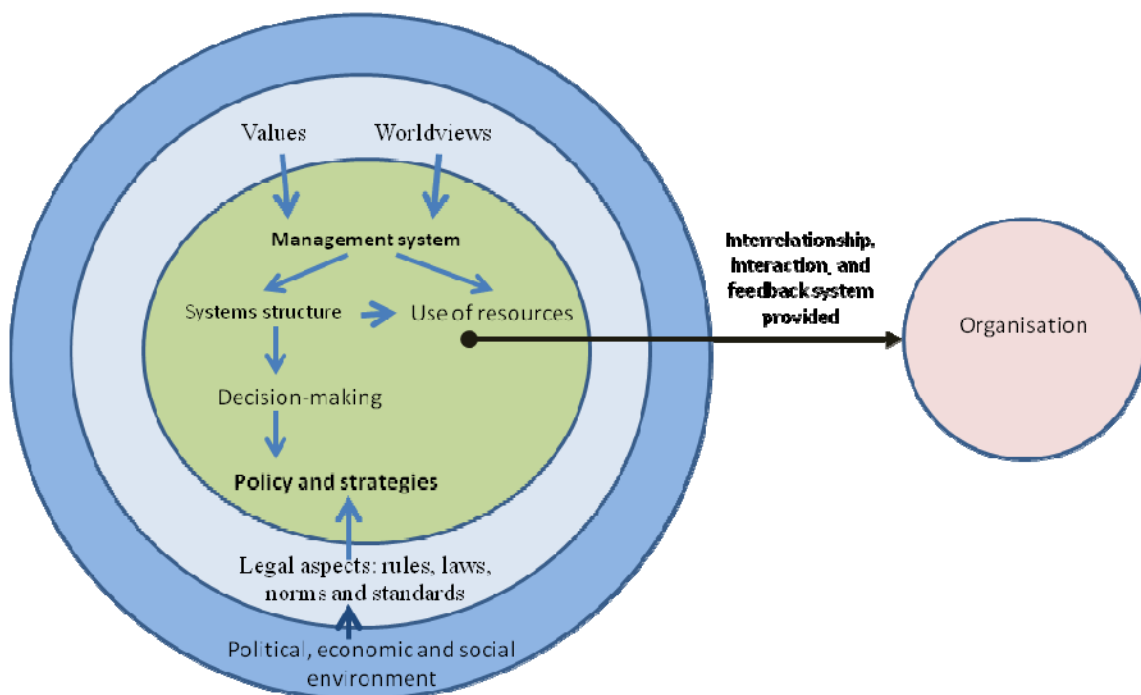 Values
Worldviews
Management system
Systems structure
Use of resources
Decision-making
Policy and strategies
Legal aspects: rules, laws,
norms and standards
Political, economic and social
environment
Interrelationship,
interaction, and
feedback system
provided
Organisation